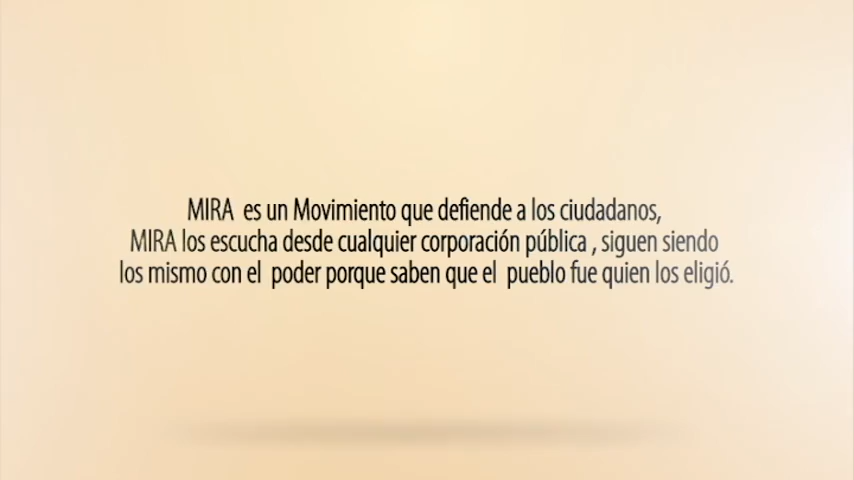 MIRA  es un Movimiento que defiende a los ciudadanos,
MIRA los escucha desde cualquier corporación pública , siguen siendo
los mismo con el  poder porque saben que el  pueblo fue quien los eligió.